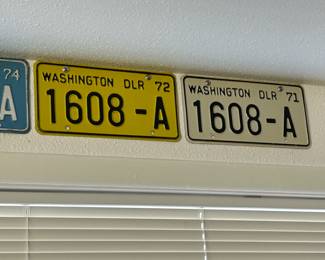 74
A
WASHINGTON DLR 72
1608-A
WASHINGTON DLR 71
1608-A